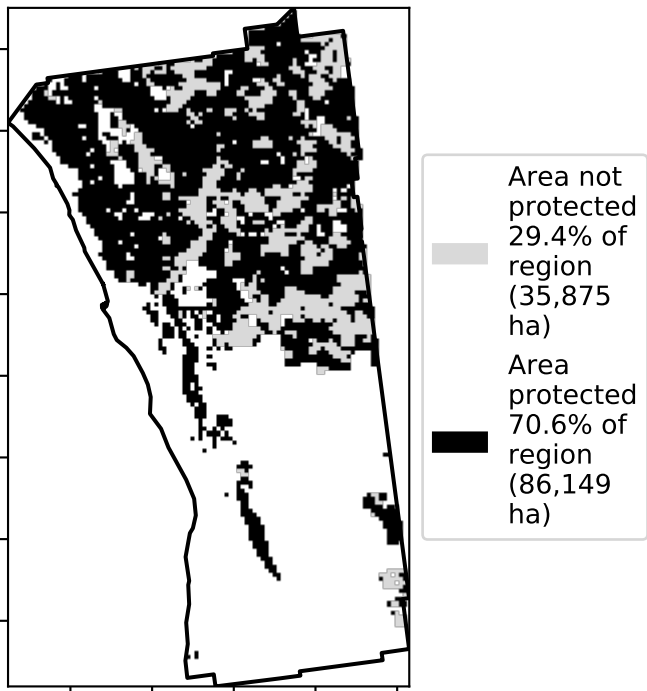 Area not
protected
29.4% of
region
(35,875
ha)
Area
protected
70.6% of
region
(86,149
ha)